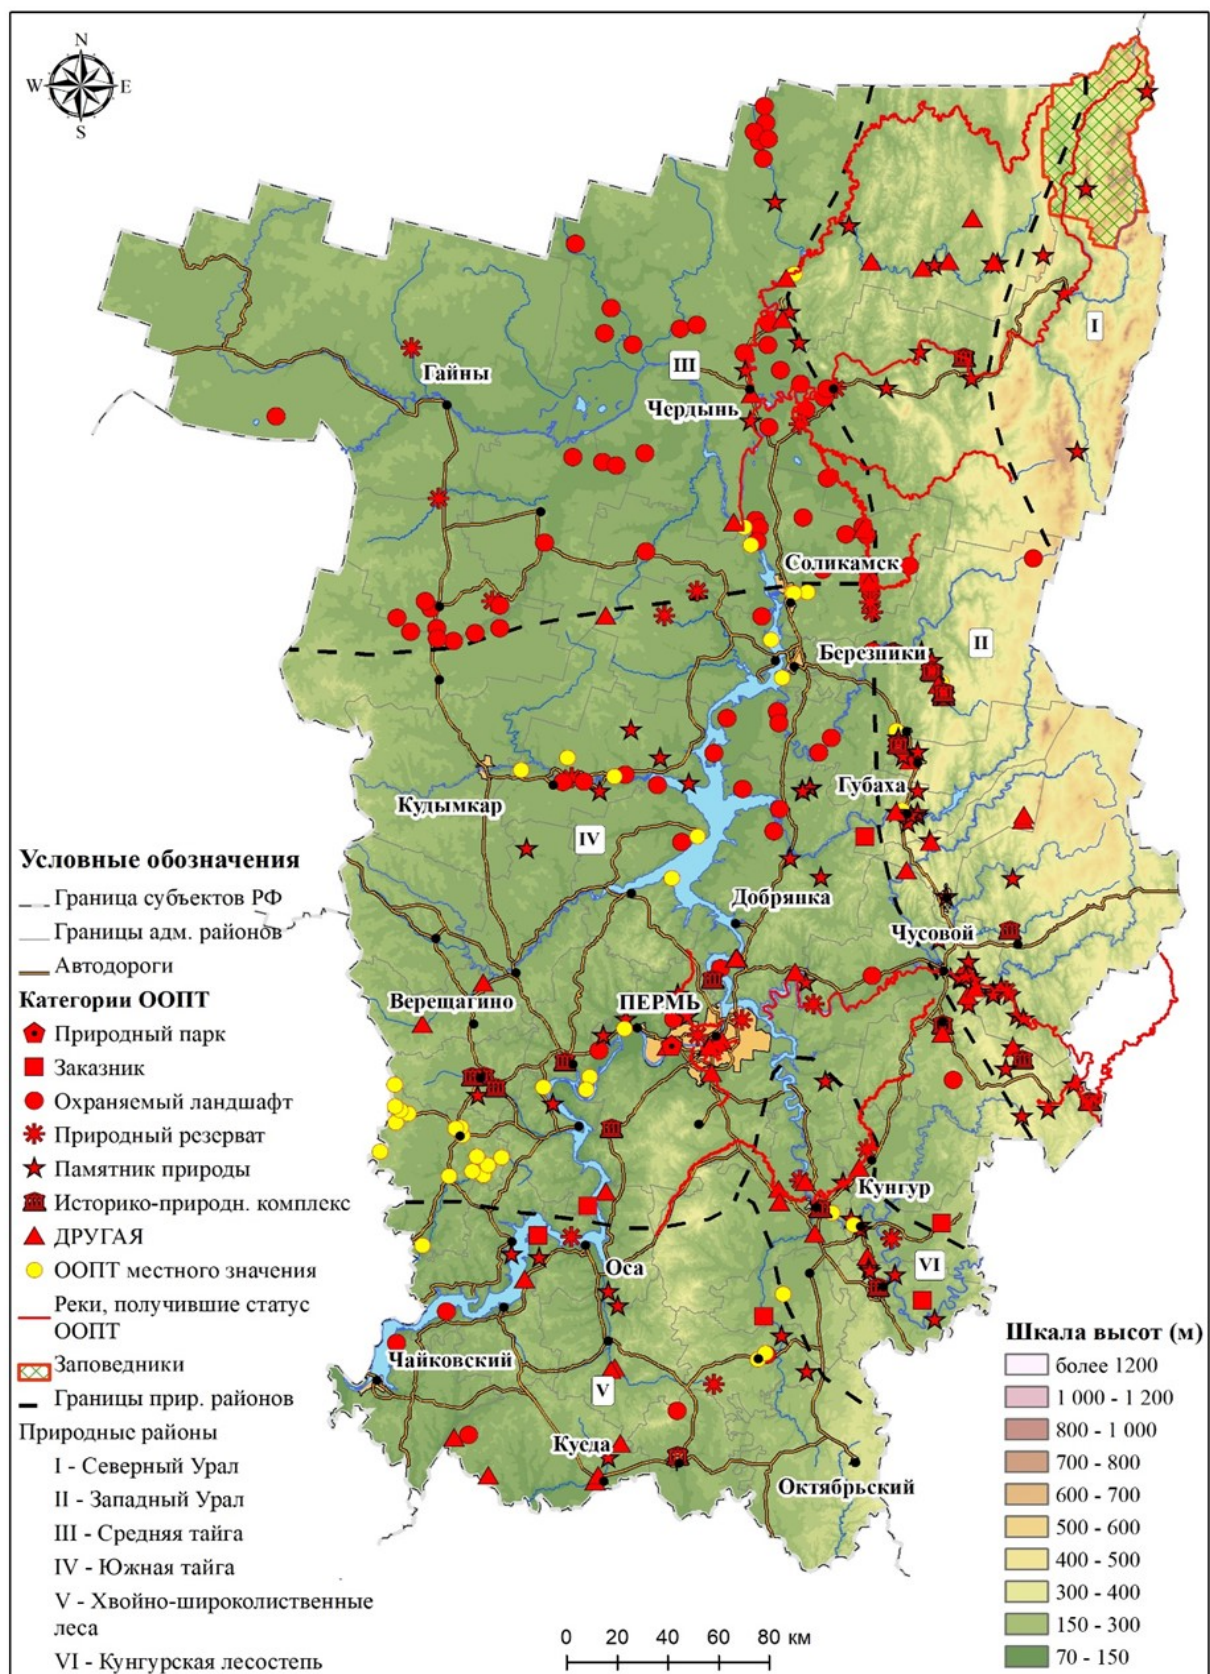 N
W
E
S
I
Гайны
III
Чердынь
Соликамск
II
Березники
Губаха
Кудымкар
IV
Добрянка
Чусовой
Верещагино
ПЕРМЬ
Кунгур
VI
Оса
Чайковский
V
Куеда
Октябрьский
Условные обозначения
Граница субъектов РФ
Границы адм. районов
Автодороги
Категории ООПТ
Природный парк
Заказник
Охраняемый ландшафт
Природный резерват
Памятник природы
Историко-природн. комплекс
ДРУГАЯ
ООПТ местного значения
Реки, получившие статус
ООПТ
Заповедники
Границы прир. районов
Природные районы
I - Северный Урал
II - Западный Урал
III - Средняя тайга
IV - Южная тайга
V - Хвойно-широколиственные
леса
VI - Кунгурская лесостепь
0 20 40 60 80 км
Шкала высот (м)
более 1200
1 000 - 1 200
800 - 1 000
700 - 800
600 - 700
500 - 600
400 - 500
300 - 400
150 - 300
70 - 150